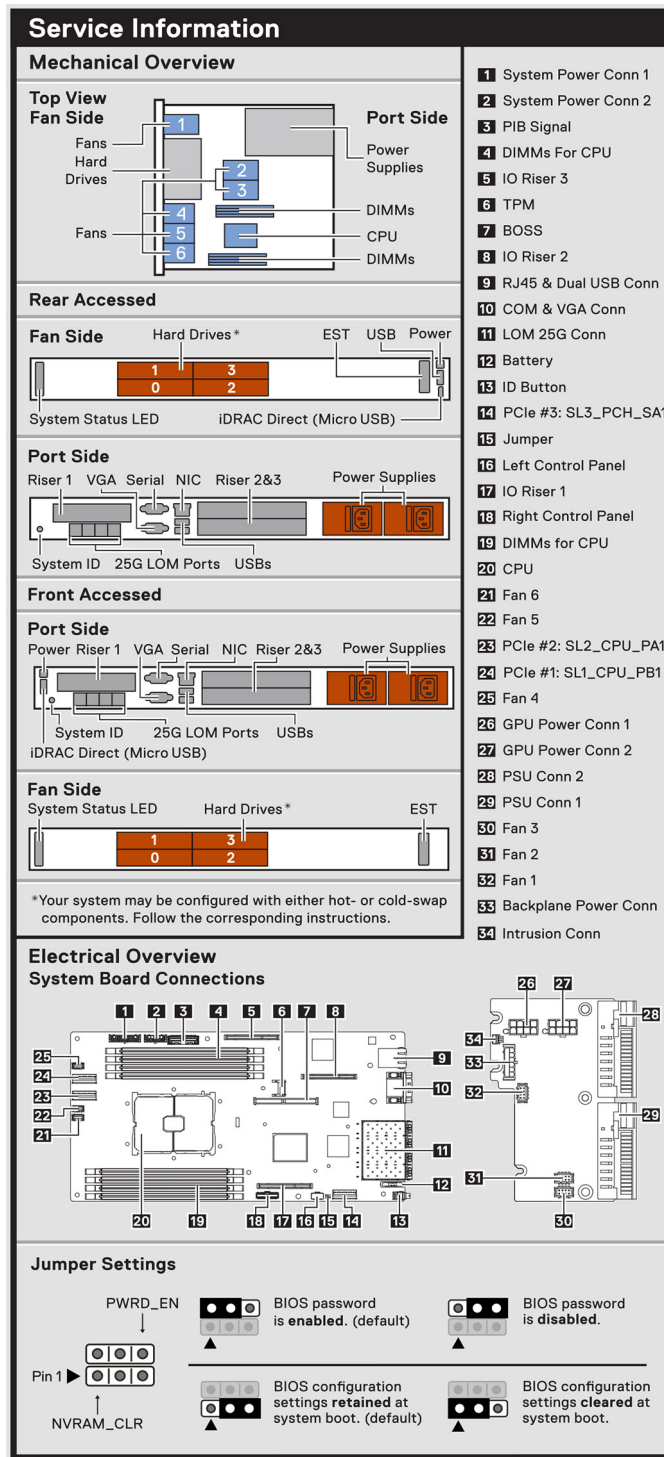 Service Information
Mechanical Overview
Top View
Fan Side
Port Side
Fans
Hard
Drives
Fans
1
2
3
4
5
6
Power
Supplies
DIMMs
CPU
DIMMs
Rear Accessed
Fan Side
Hard Drives*
EST
USB
Power
1
3
0
2
System Status LED
iDRAC Direct (Micro USB)
Port Side
Riser 1
VGA
Serial
NIC
Riser 2&3
Power Supplies
System ID
25G LOM Ports
USBs
Front Accessed
Port Side
Power
Riser 1
VGA
Serial
NIC
Riser 2&3
Power Supplies
System ID
25G LOM Ports
USBs
iDRAC Direct (Micro USB)
Fan Side
System Status LED
Hard Drives*
EST
1
3
0
2
*Your system may be configured with either hot- or cold-swap
components. Follow the corresponding instructions.
1 System Power Conn 1
2 System Power Conn 2
3 PIB Signal
4 DIMMs For CPU
5 IO Riser 3
6 TPM
7 BOSS
8 IO Riser 2
9 RJ45 & Dual USB Conn
10 COM & VGA Conn
11 LOM 25G Conn
12 Battery
13 ID Button
14 PCIe #3: SL3_PCH_SA1
15 Jumper
16 Left Control Panel
17 IO Riser 1
18 Right Control Panel
19 DIMMs for CPU
20 CPU
21 Fan 6
22 Fan 5
23 PCIe #2: SL2_CPU_PA1
24 PCIe #1: SL1_CPU_PB1
25 Fan 4
26 GPU Power Conn 1
27 GPU Power Conn 2
28 PSU Conn 2
29 PSU Conn 1
30 Fan 3
31 Fan 2
32 Fan 1
33 Backplane Power Conn
34 Intrusion Conn
Electrical Overview
System Board Connections
1
2
3
4
5
6
7
8
9
10
11
12
13
14
15
16
17
18
19
20
21
22
23
24
25
26
27
28
29
30
31
32
33
34
Jumper Settings
PWRD_EN
Pin 1
NVRAM_CLR
BIOS password
is enabled. (default)
BIOS password
is disabled.
BIOS configuration
settings retained at
system boot. (default)
BIOS configuration
settings cleared at
system boot.